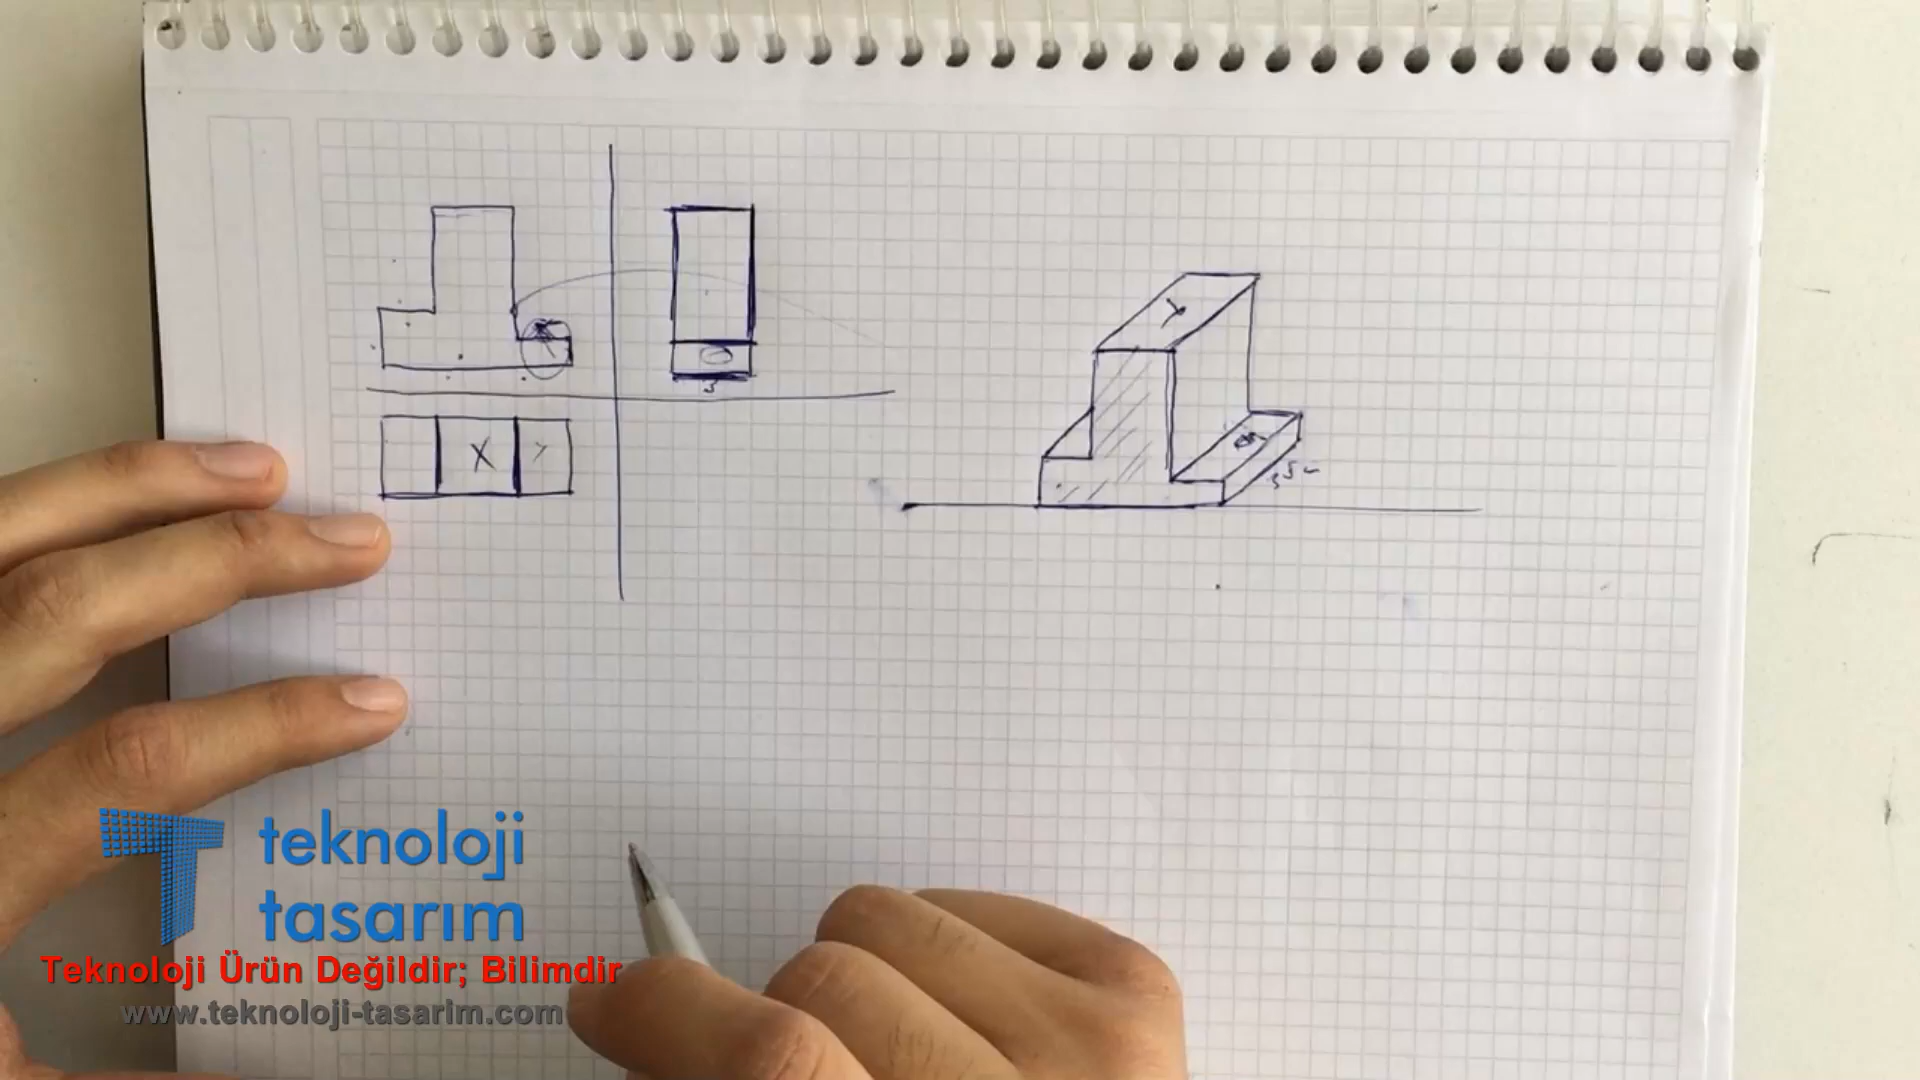 X
teknoloji
tasarım
Teknoloji Ürün Değildir; Bilimdir
www.teknoloji-tasarim.com